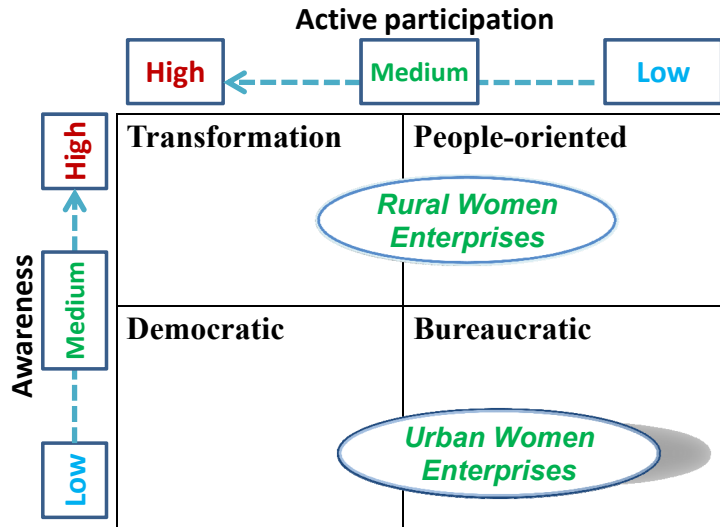 Active participation
High
Medium
Low
Awareness
High
Medium
Low
Transformation
People-oriented
Rural Women
Enterprises
Democratic
Bureaucratic
Urban Women
Enterprises